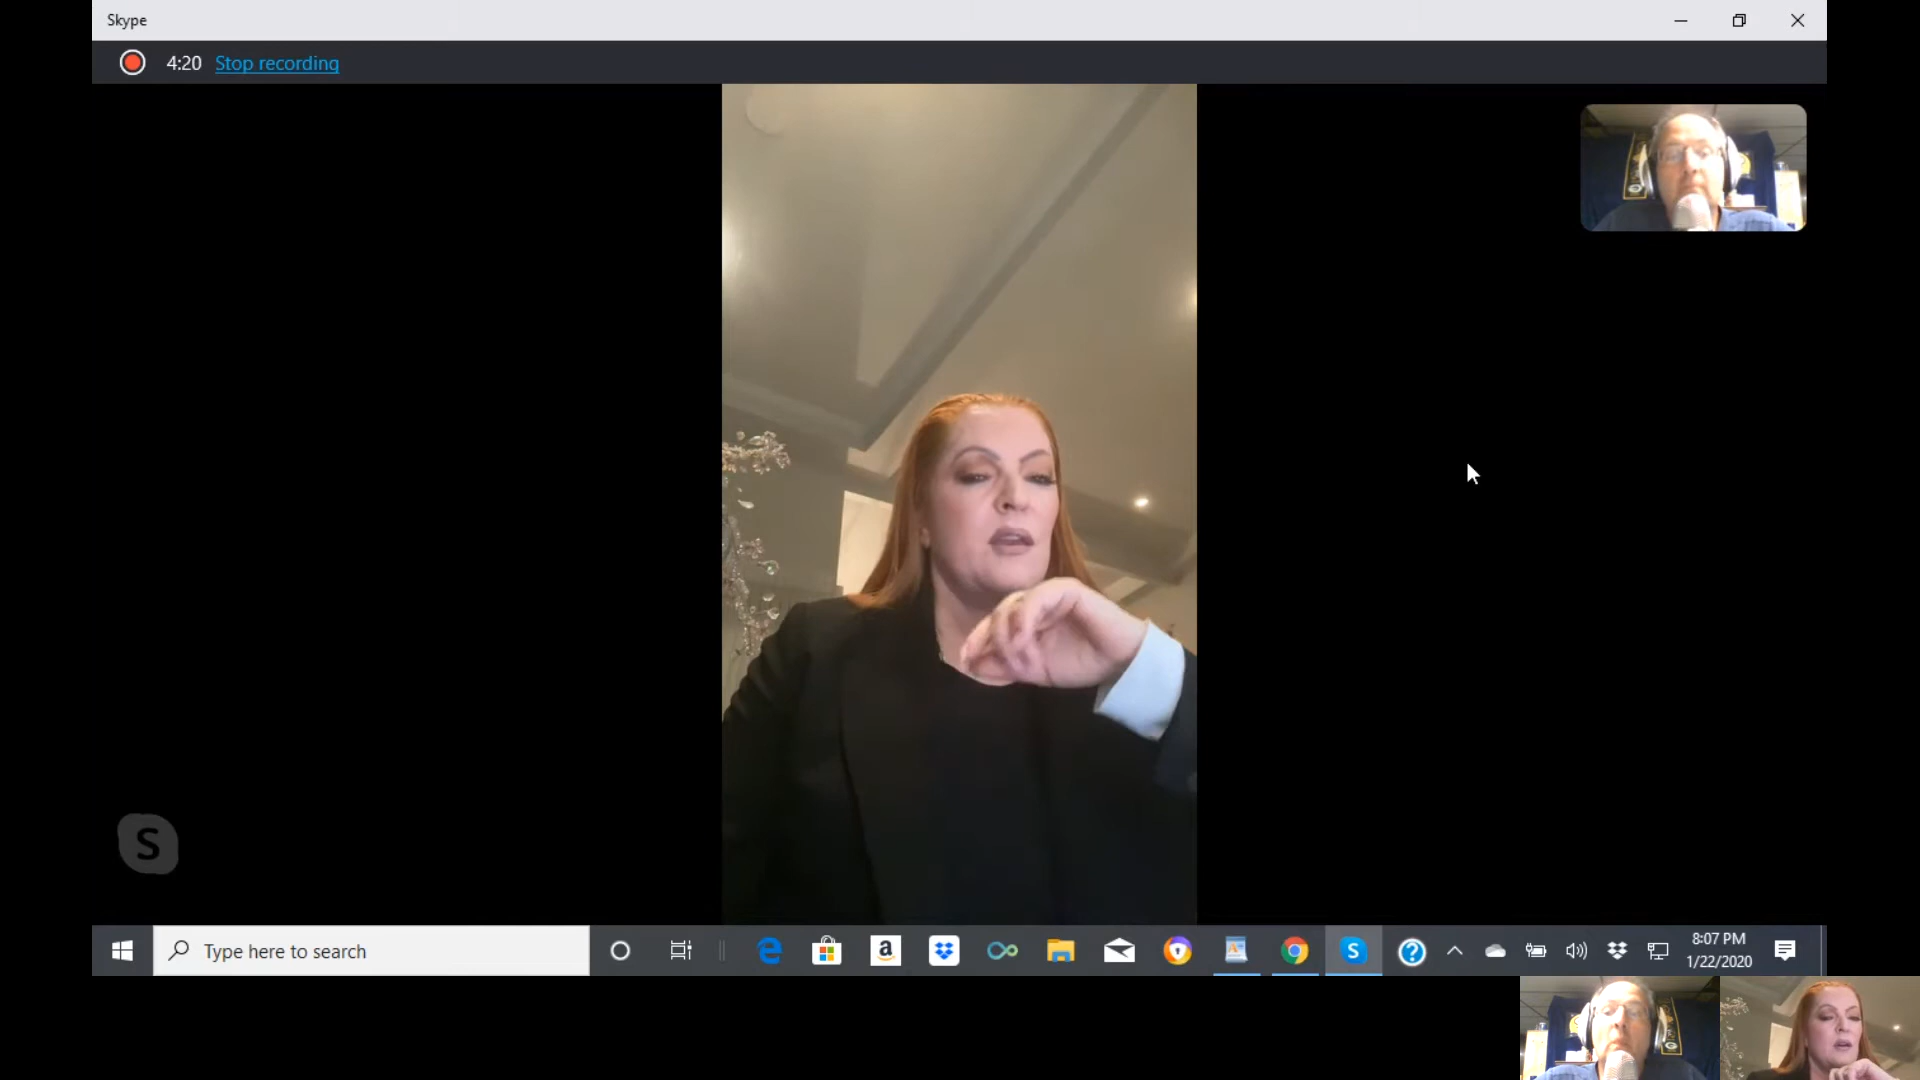 Skype
4:20 Stop recording
S
Type here to search
a
S
?
8:07 PM
1/22/2020